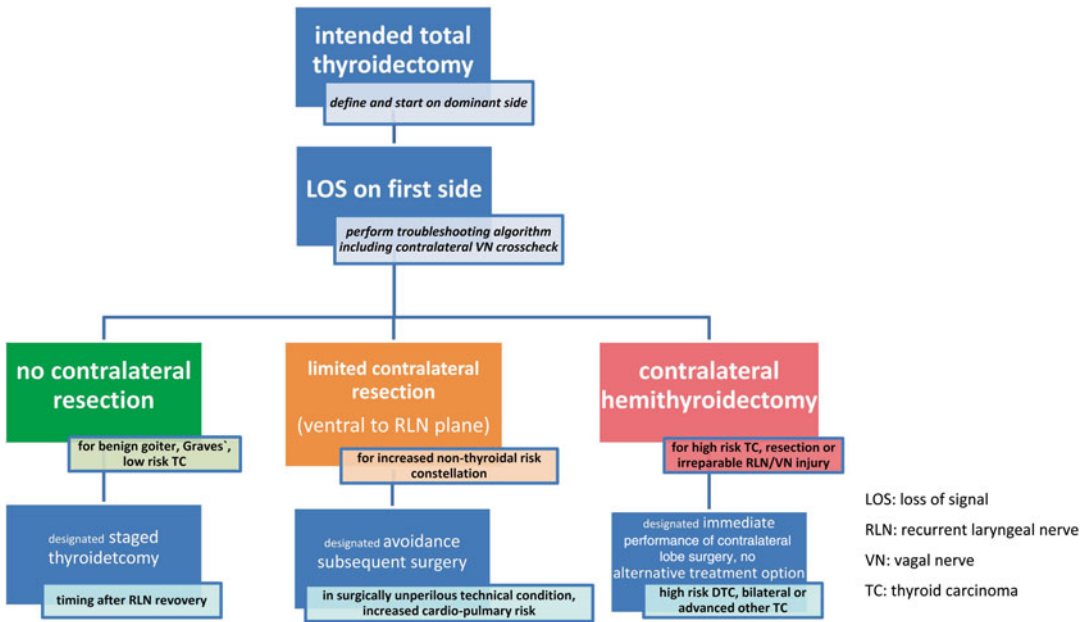 intended total
thyroidectomy
define and start on dominant side
LOS on first side
perform troubleshooting algorithm
including contralateral VN crosscheck
no contralateral
resection
for benign goiter, Graves`,
low risk TC
limited contralateral
resection
(ventral to RLN plane)
for increased non-thyroidal risk
constellation
contralateral
hemithyroidectomy
for high risk TC, resection or
irreparable RLN/VN injury
designated staged
thyroidetcomy
timing after RLN revovery
designated avoidance
subsequent surgery
in surgically unperilous technical condition,
increased cardio-pulmary risk
designated immediate
performance of contralateral
lobe surgery, no
alternative treatment option
high risk DTC, bilateral or
advanced other TC
LOS: loss of signal
RLN: recurrent laryngeal nerve
VN: vagal nerve
TC: thyroid carcinoma